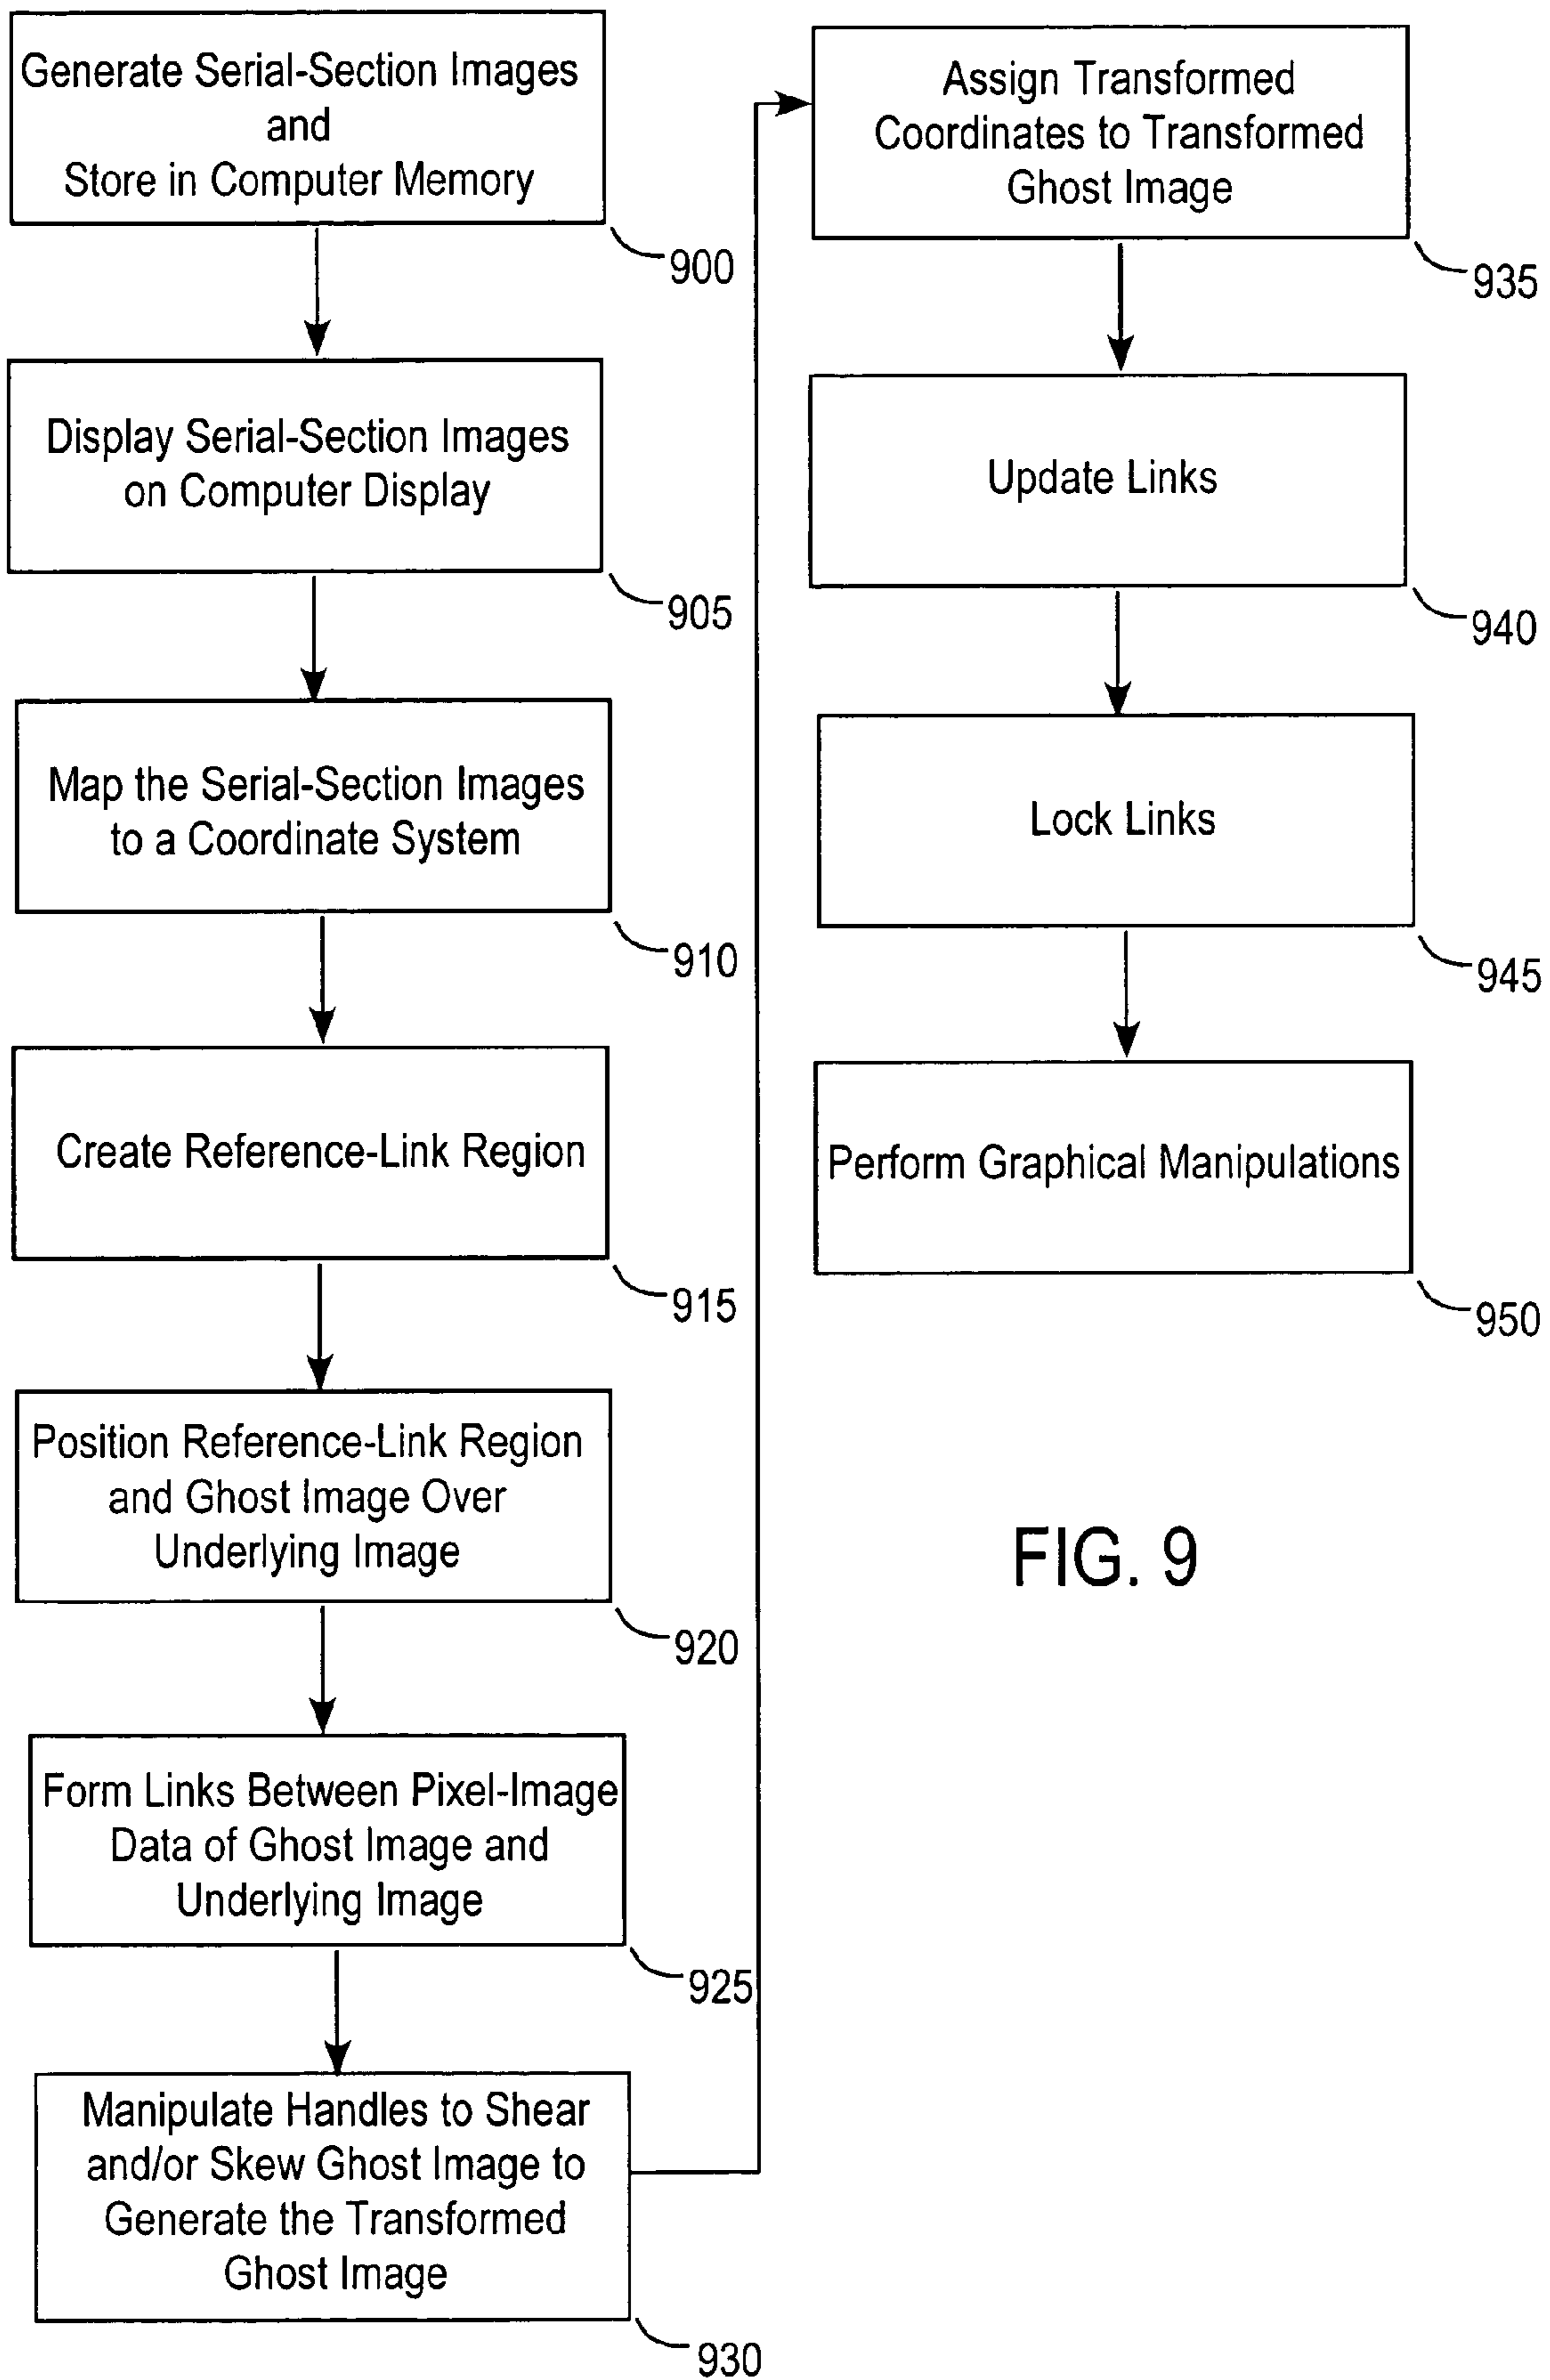 Generate Serial-Section Images
and
Store in Computer Memory
900
Display Serial-Section Images
on Computer Display
905
Map the Serial-Section Images
to a Coordinate System
910
Create Reference-Link Region
915
Position Reference-Link Region
and Ghost Image Over
Underlying Image
920
Form Links Between Pixel-Image
Data of Ghost Image and
Underlying Image
925
Manipulate Handles to Shear
and/or Skew Ghost Image to
Generate the Transformed
Ghost Image
930
Assign Transformed
Coordinates to Transformed
Ghost Image
935
Update Links
940
Lock Links
945
Perform Graphical Manipulations
950
FIG. 9